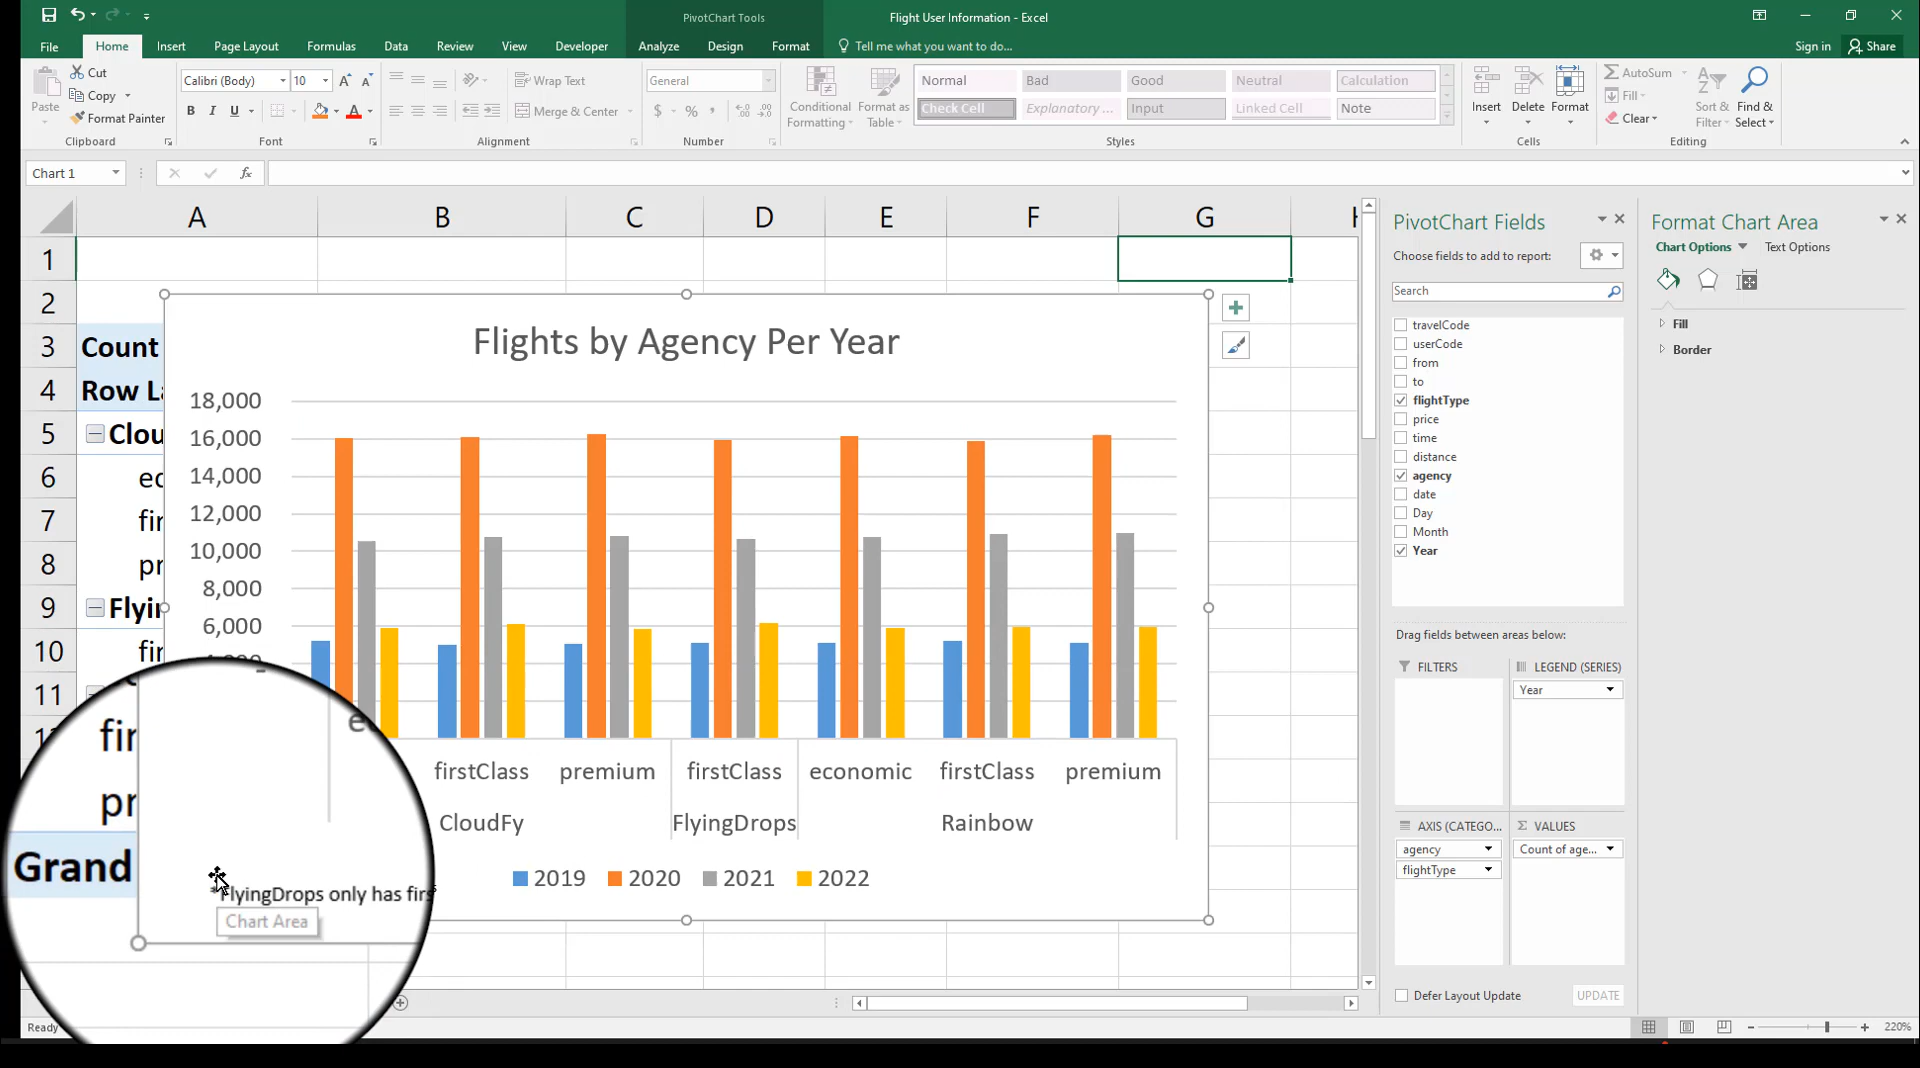 PivotChart Tools
Flight User Information - Excel
File Home Insert Page Layout Formulas Data Review View Developer Analyze Design Format Tell me what you want to do... Sign in Share
Cut
Copy
Format Painter
Paste
Clipboard
Calibri (Body) 10
B I U
Font
Wrap Text
Merge & Center
Alignment
General
$ % ,
Number
Conditional Formatting
Format as Table
Normal Bad Good Neutral Calculation
Check Cell Explanatory ... Input Linked Cell Note
Styles
Insert Delete Format
Cells
AutoSum
Fill
Clear
Sort & Filter
Find & Select
Editing
Chart 1
fx
A B C D E F G
1
2
3 Count
4 Row
5 Clou
6 ec
7 fir
8 pr
9 Flyin
10 fir
11
fir
pr
Grand
Flights by Agency Per Year
18,000
16,000
14,000
12,000
10,000
8,000
6,000
firstClass premium firstClass economic firstClass premium
CloudFy FlyingDrops Rainbow
2019 2020 2021 2022
FlyingDrops only has firs
Chart Area
PivotChart Fields
Choose fields to add to report:
Search
travelCode
userCode
from
to
flightType
price
time
distance
agency
date
Day
Month
Year
Drag fields between areas below:
FILTERS
LEGEND (SERIES)
Year
AXIS (CATEGO...
agency
flightType
VALUES
Count of age...
Defer Layout Update
UPDATE
Format Chart Area
Chart Options Text Options
Fill
Border
Ready
220%